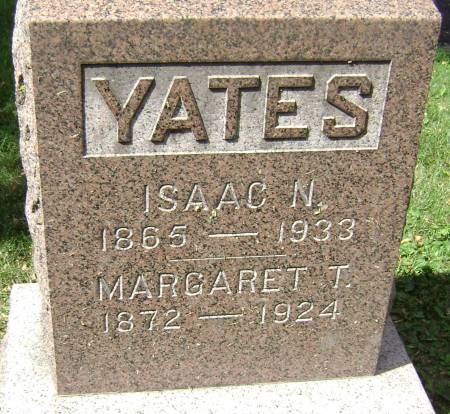 YATES
ISAAC N.
1865 — 1933
MARGARET T.
1872 — 1924